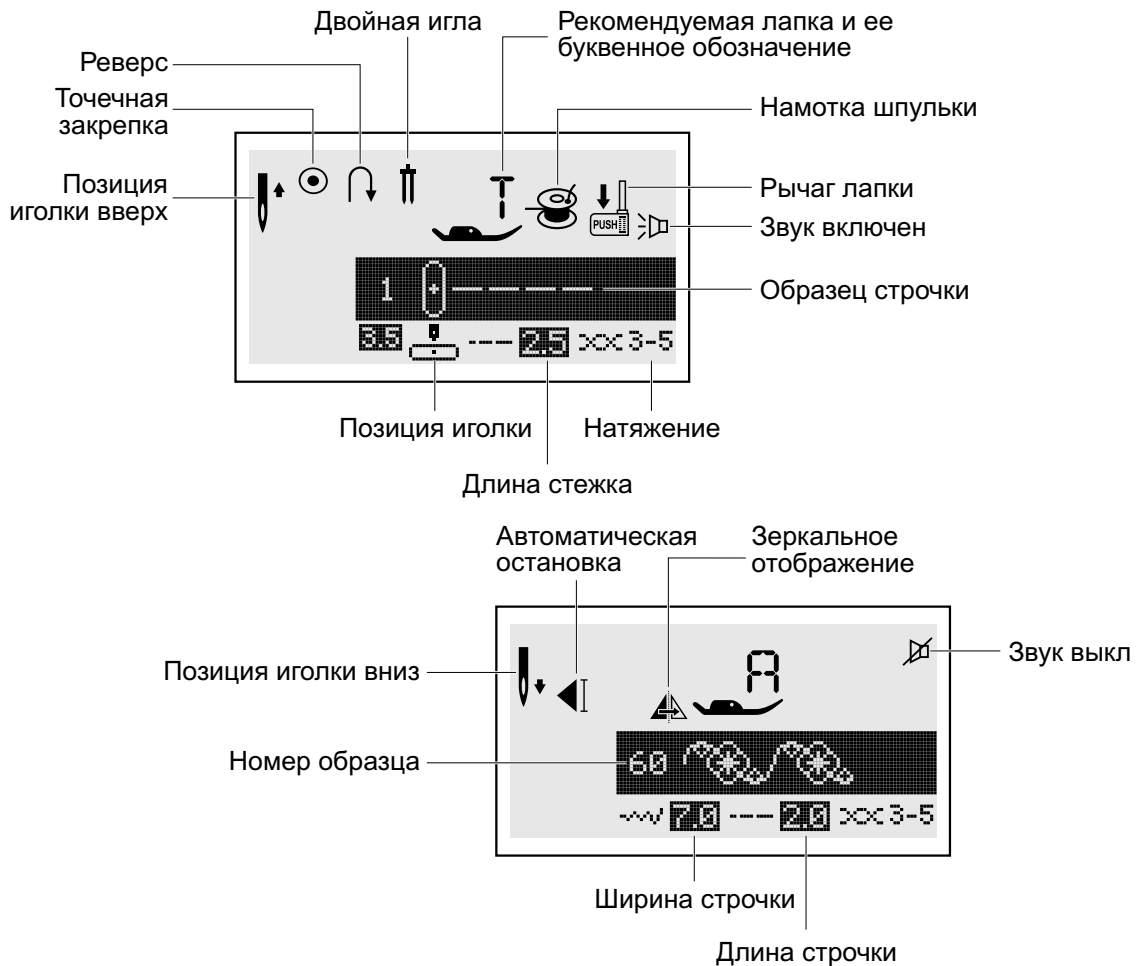 Двойная игла
Рекомендуемая лапка и ее
буквенное обозначение
Реверс
Точечная
закрепка
Намотка шпульки
Позиция
иголки вверх
Рычаг лапки
T
PUSH
Звук включен
1
Образец строчки
3.5 2.5 3-5
Позиция иголки
Натяжение
Длина стежка
Автоматическая
остановка
Зеркальное
отображение
Звук выкл
Позиция иголки вниз
A
Номер образца
60
7.0 2.0 3-5
Ширина строчки
Длина строчки